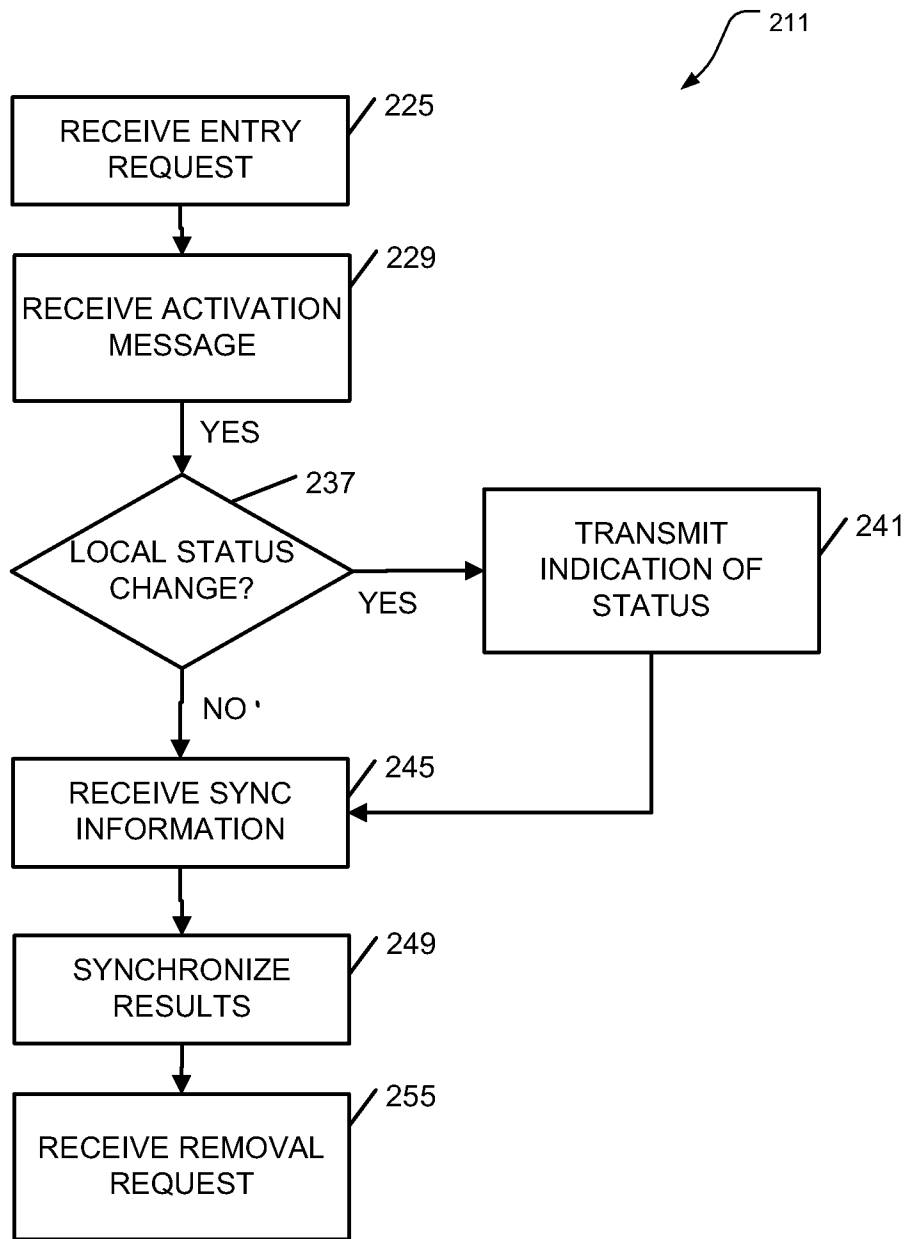 211
225
RECEIVE ENTRY
REQUEST
229
RECEIVE ACTIVATION
MESSAGE
YES
237
LOCAL STATUS
CHANGE?
YES
TRANSMIT
INDICATION OF
STATUS
241
NO
245
RECEIVE SYNC
INFORMATION
249
SYNCHRONIZE
RESULTS
255
RECEIVE REMOVAL
REQUEST